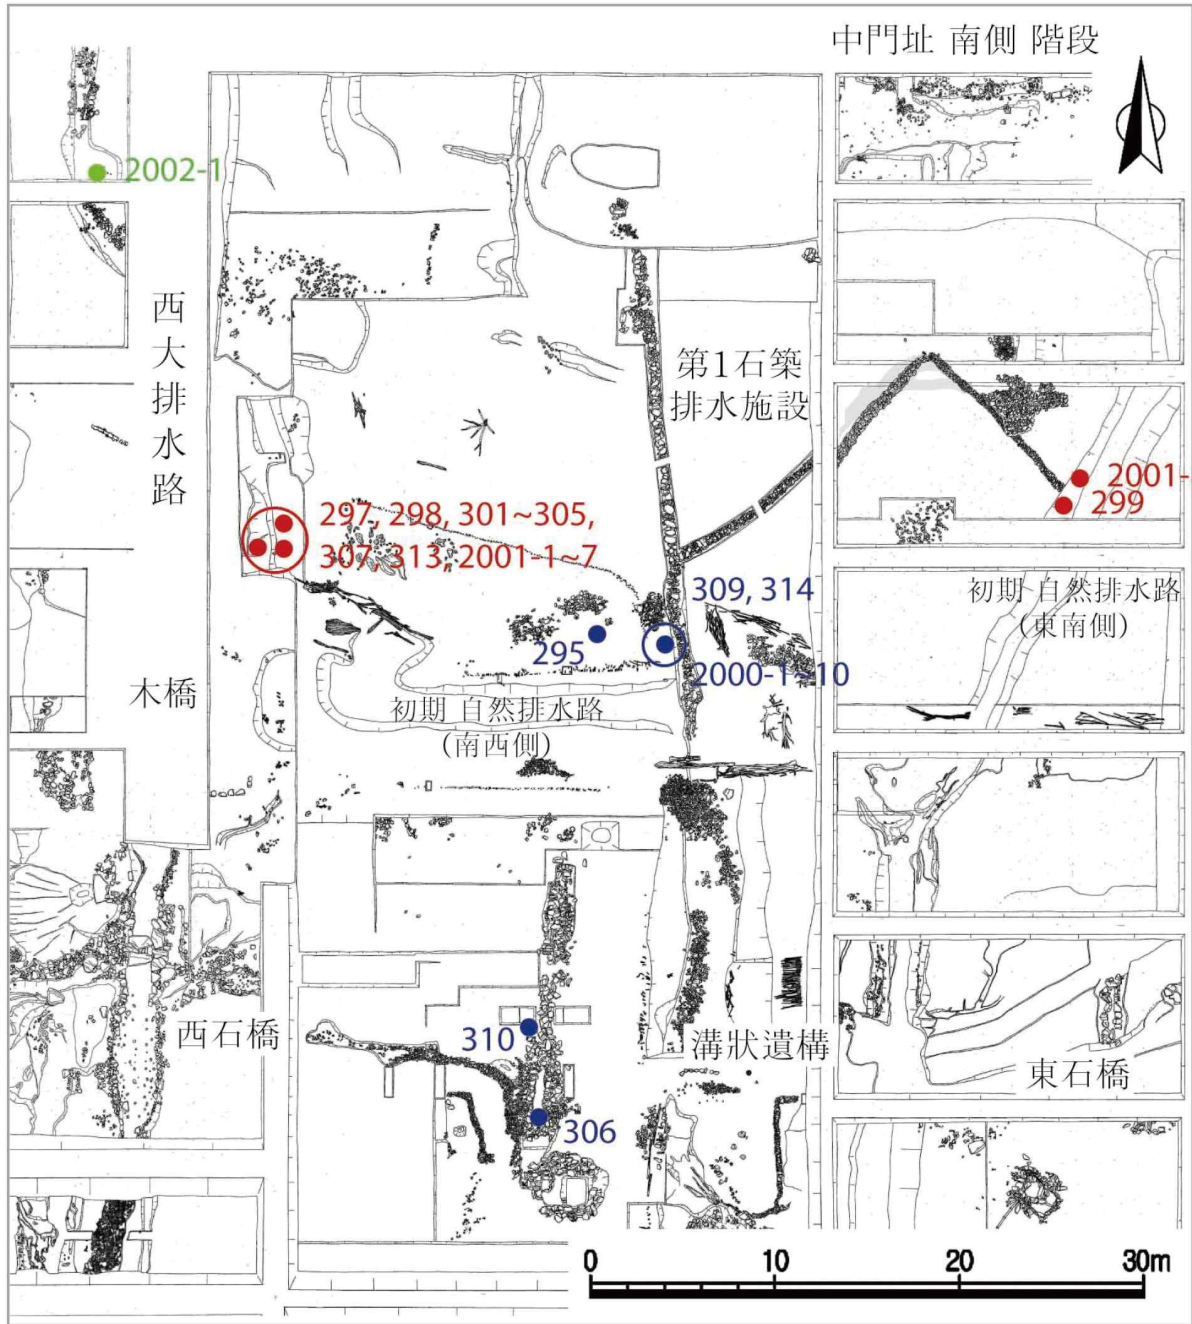 中門址 南側 階段
2002-1
西大排水路
第1石築
排水施設
2001-
299
297, 298, 301~305,
307, 313, 2001-1~7
309, 314
295
2000-1~10
初期 自然排水路
(東南側)
木橋
初期 自然排水路
(南西側)
310
西石橋
溝狀遺構
東石橋
306
0 10 20 30m